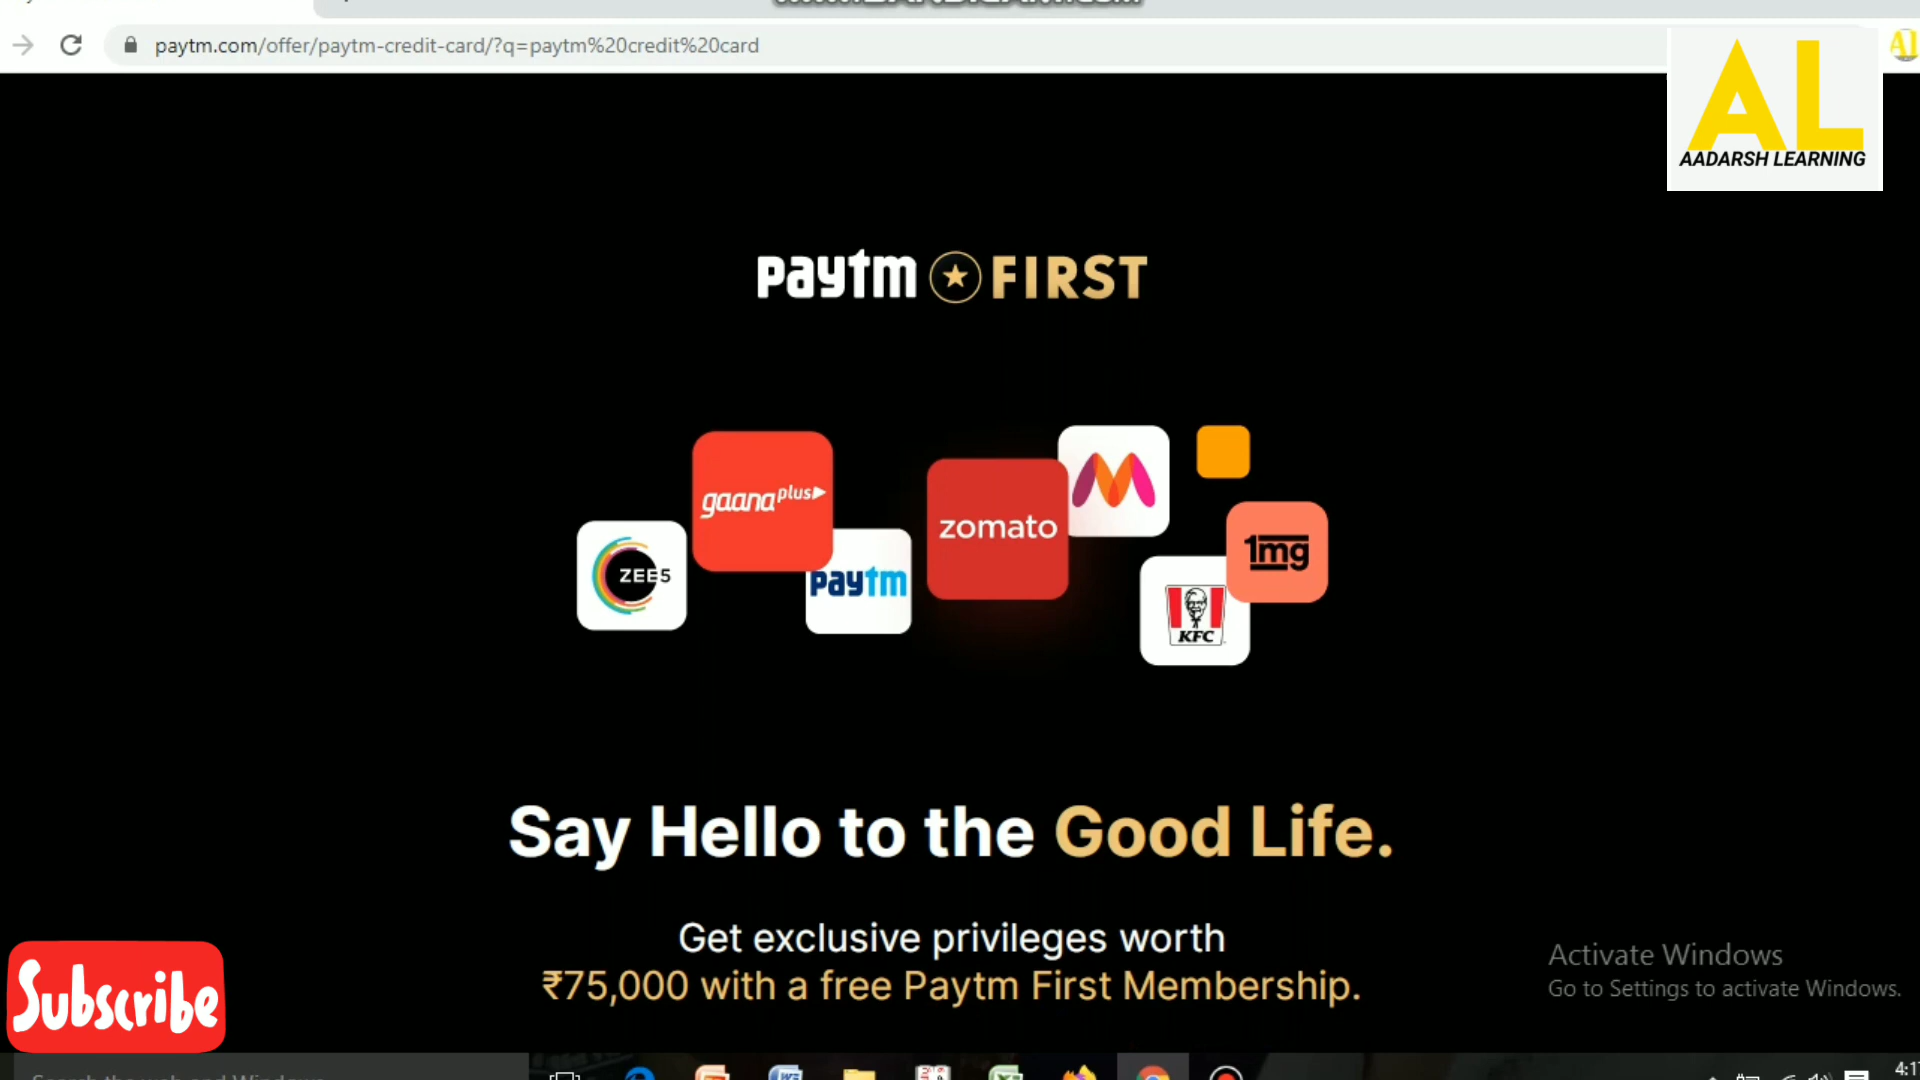 paytm.com/offer/paytm-credit-card/?q=paytm%20credit%20card
AL
AADARSH LEARNING
paytm FIRST
gaana plus
zomato
1mg
ZEE5
paytm
KFC
Say Hello to the Good Life.
Get exclusive privileges worth
₹75,000 with a free Paytm First Membership.
Activate Windows
Go to Settings to activate Windows.
Subscribe